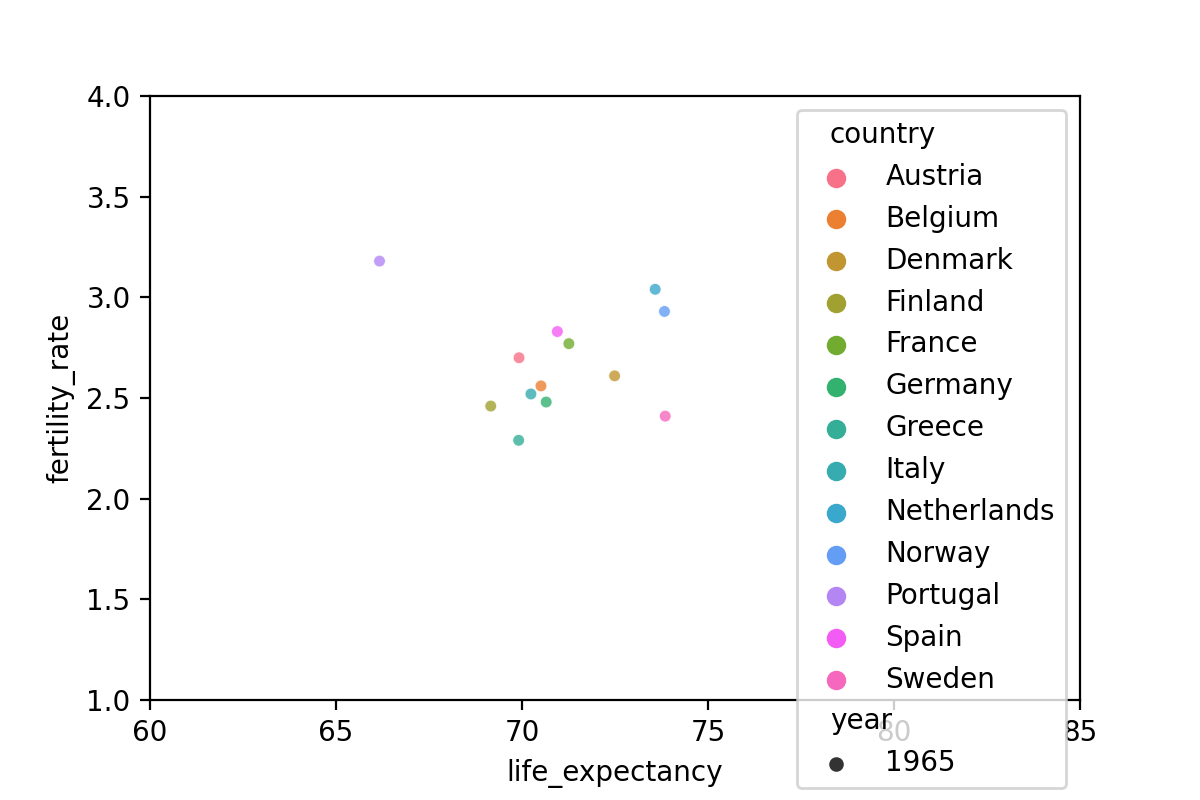 4.0
3.5
3.0
2.5
2.0
1.5
1.0
fertility_rate
60
65
70
75
80
85
life_expectancy
country
Austria
Belgium
Denmark
Finland
France
Germany
Greece
Italy
Netherlands
Norway
Portugal
Spain
Sweden
year
1965